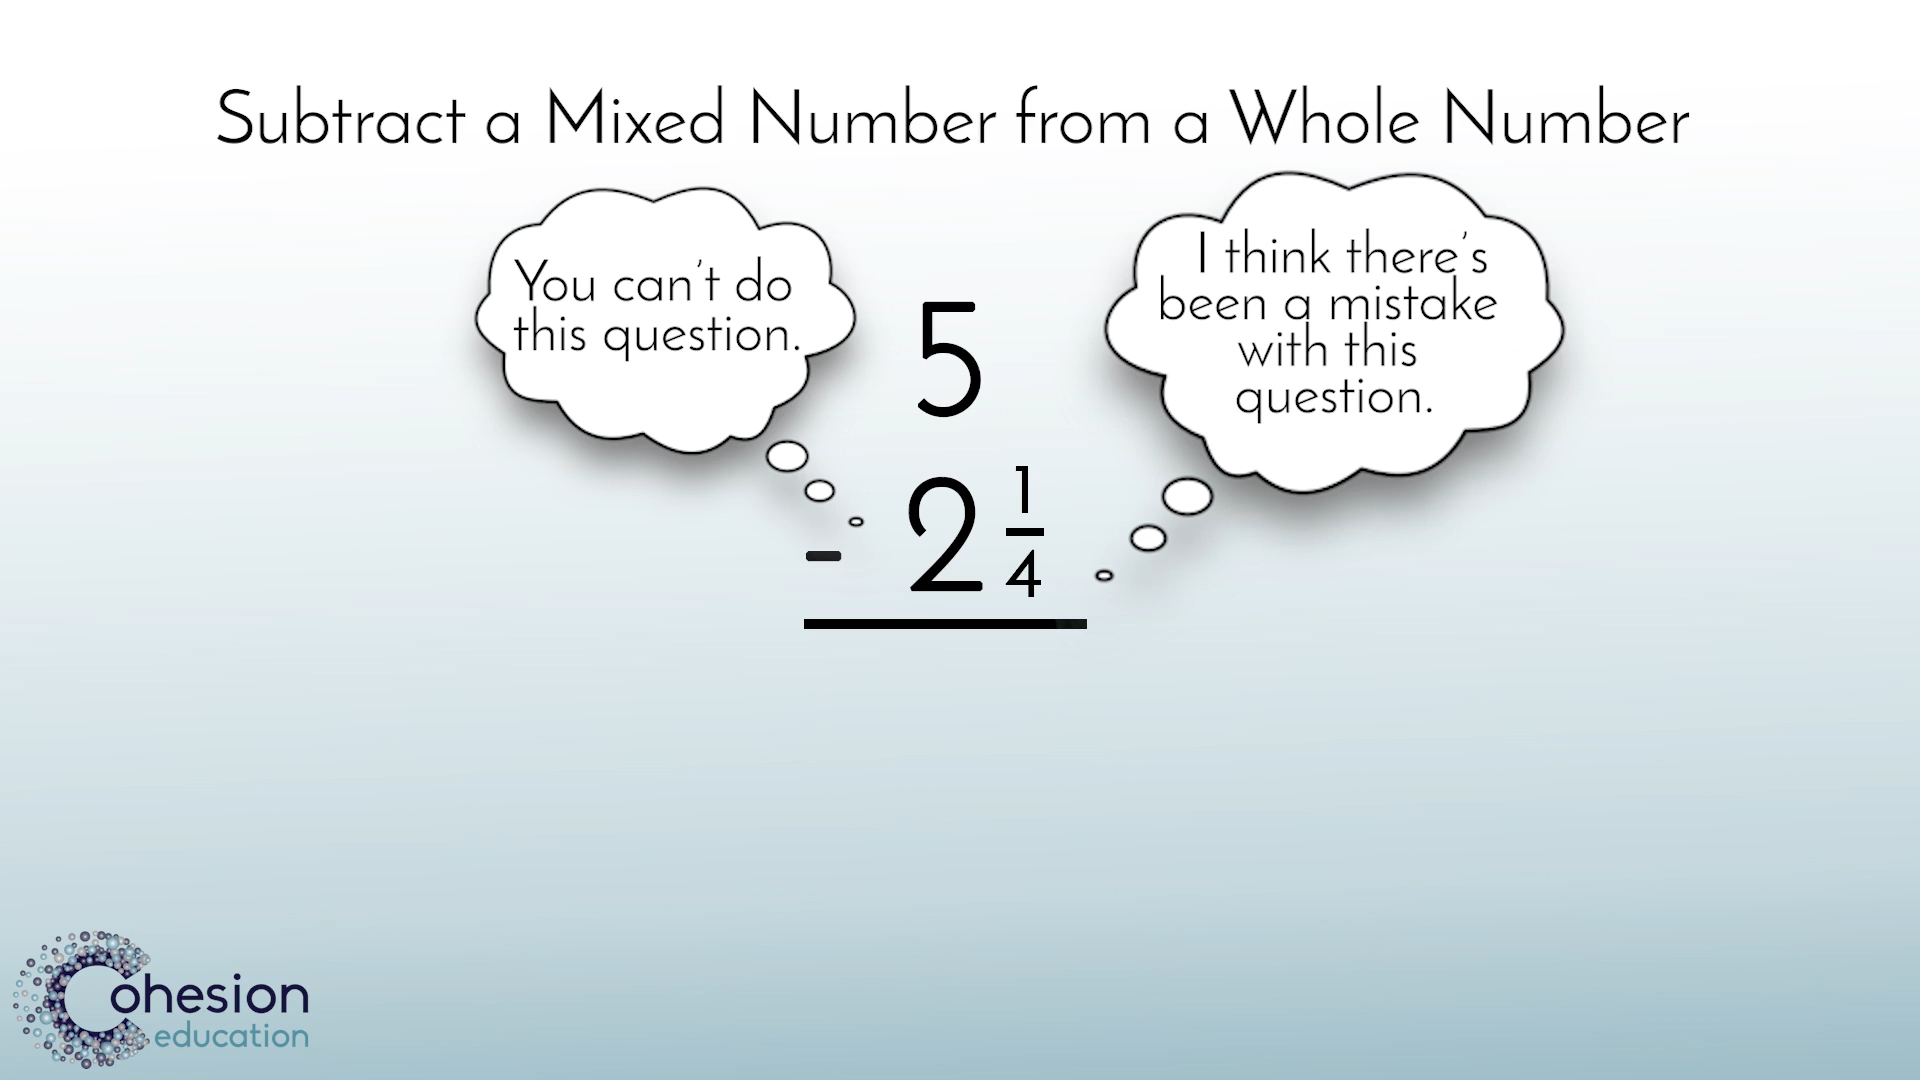 Subtract a Mixed Number from a Whole Number
You can't do
this question.
I think there's
been a mistake
with this
question.
5
- 2 1/4
Cohesion
education